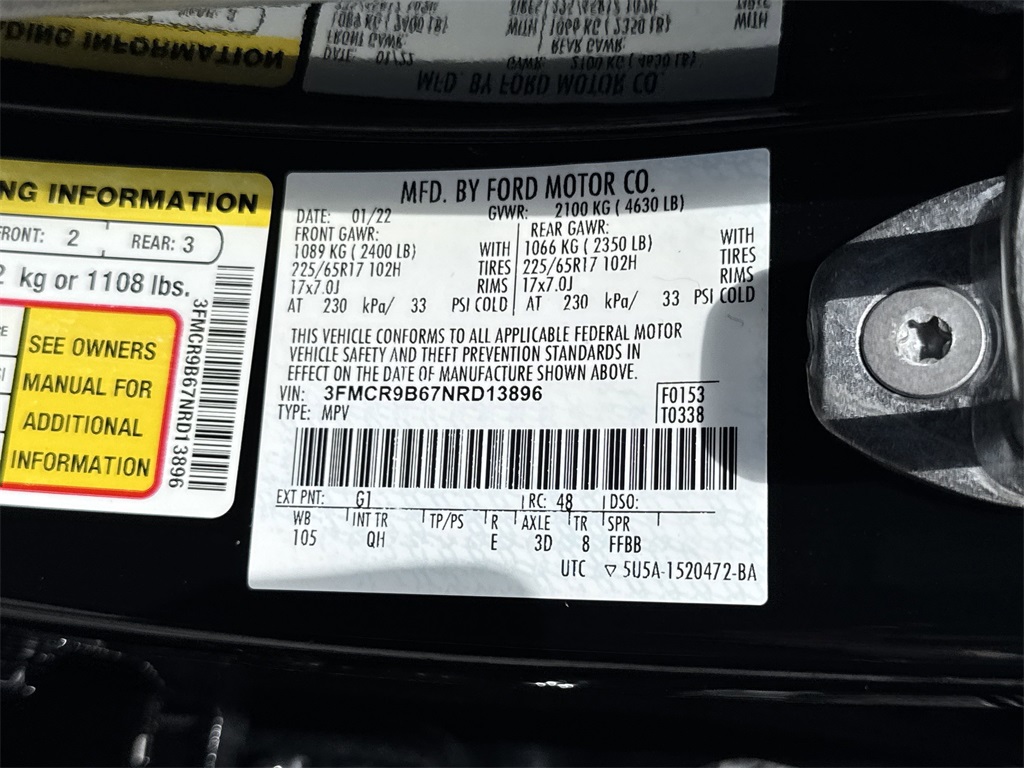 NG INFORMATION
FRONT: 2 REAR: 3
kg or 1108 lbs.
SEE OWNERS
MANUAL FOR
ADDITIONAL
INFORMATION
3FMCR9B67NRD13896
MFD. BY FORD MOTOR CO.
DATE: 01/22 GVWR: 2100 KG ( 4630 LB)
FRONT GAWR: REAR GAWR:
1089 KG ( 2400 LB) WITH 1066 KG ( 2350 LB) WITH
225/65R17 102H TIRES 225/65R17 102H TIRES
17x7.0J RIMS 17x7.0J RIMS
AT 230 kPa/ 33 PSI COLD AT 230 kPa/ 33 PSI COLD
THIS VEHICLE CONFORMS TO ALL APPLICABLE FEDERAL MOTOR
VEHICLE SAFETY AND THEFT PREVENTION STANDARDS IN
EFFECT ON THE DATE OF MANUFACTURE SHOWN ABOVE.
VIN: 3FMCR9B67NRD13896 F0153
TYPE: MPV T0338
EXT PNT: G1 RC: 48 DSO:
WB INT TR TP/PS R AXLE TR SPR
105 QH E 3D 8 FFBB
UTC ▽ 5U5A-1520472-BA